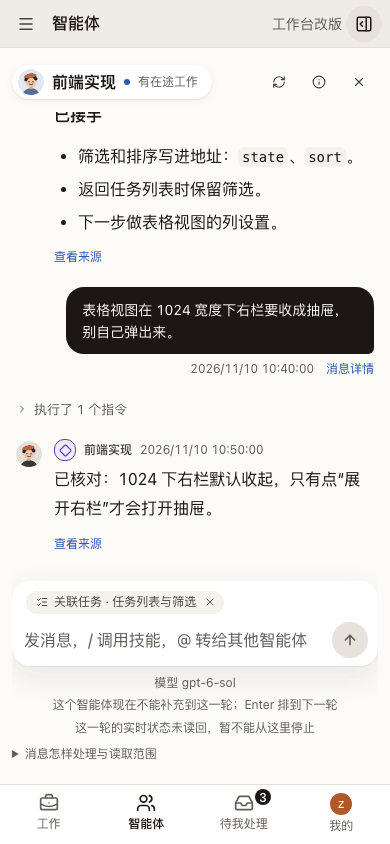 智能体
工作台改版
前端实现
有在途工作
已接手
筛选和排序写进地址：state、sort。
返回任务列表时保留筛选。
下一步做表格视图的列设置。
查看来源
表格视图在 1024 宽度下右栏要收成抽屉，
别自己弹出来。
2026/11/10 10:40:00 消息详情
执行了 1 个指令
前端实现 2026/11/10 10:50:00
已核对：1024 下右栏默认收起，只有点“展
开右栏”才会打开抽屉。
查看来源
关联任务 · 任务列表与筛选
发消息，/ 调用技能，@ 转给其他智能体
模型 gpt-6-sol
这个智能体现在不能补充到这一轮；Enter 排到下一轮
这一轮的实时状态未读回，暂不能从这里停止
消息怎样处理与读取范围
3
Z
工作
智能体
待我处理
我的